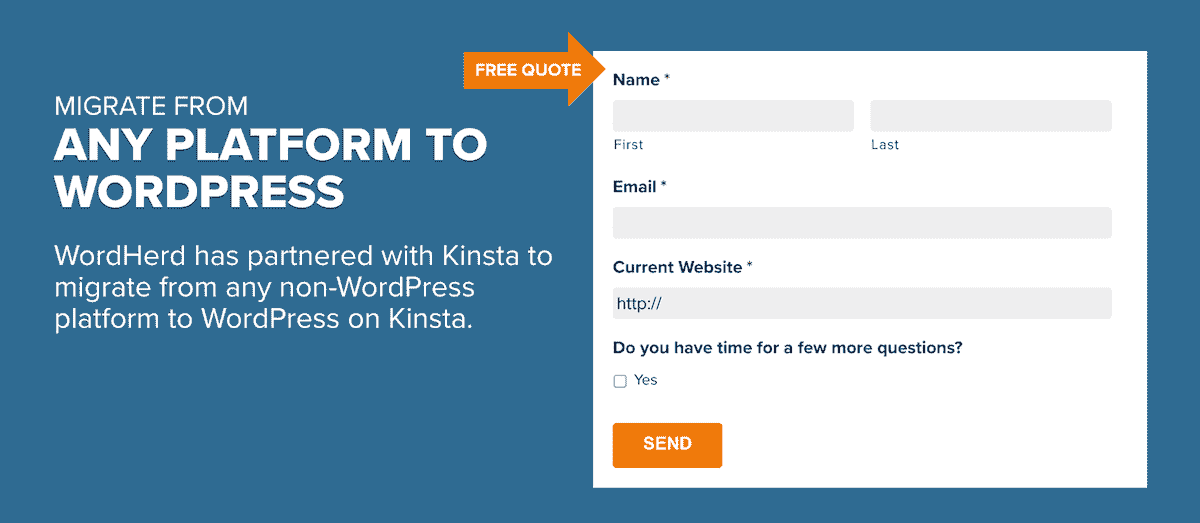 MIGRATE FROM
ANY PLATFORM TO
WORDPRESS
WordHerd has partnered with Kinsta to
migrate from any non-WordPress
platform to WordPress on Kinsta.
FREE QUOTE
Name *
First Last
Email *
Current Website *
http://
Do you have time for a few more questions?
Yes
SEND